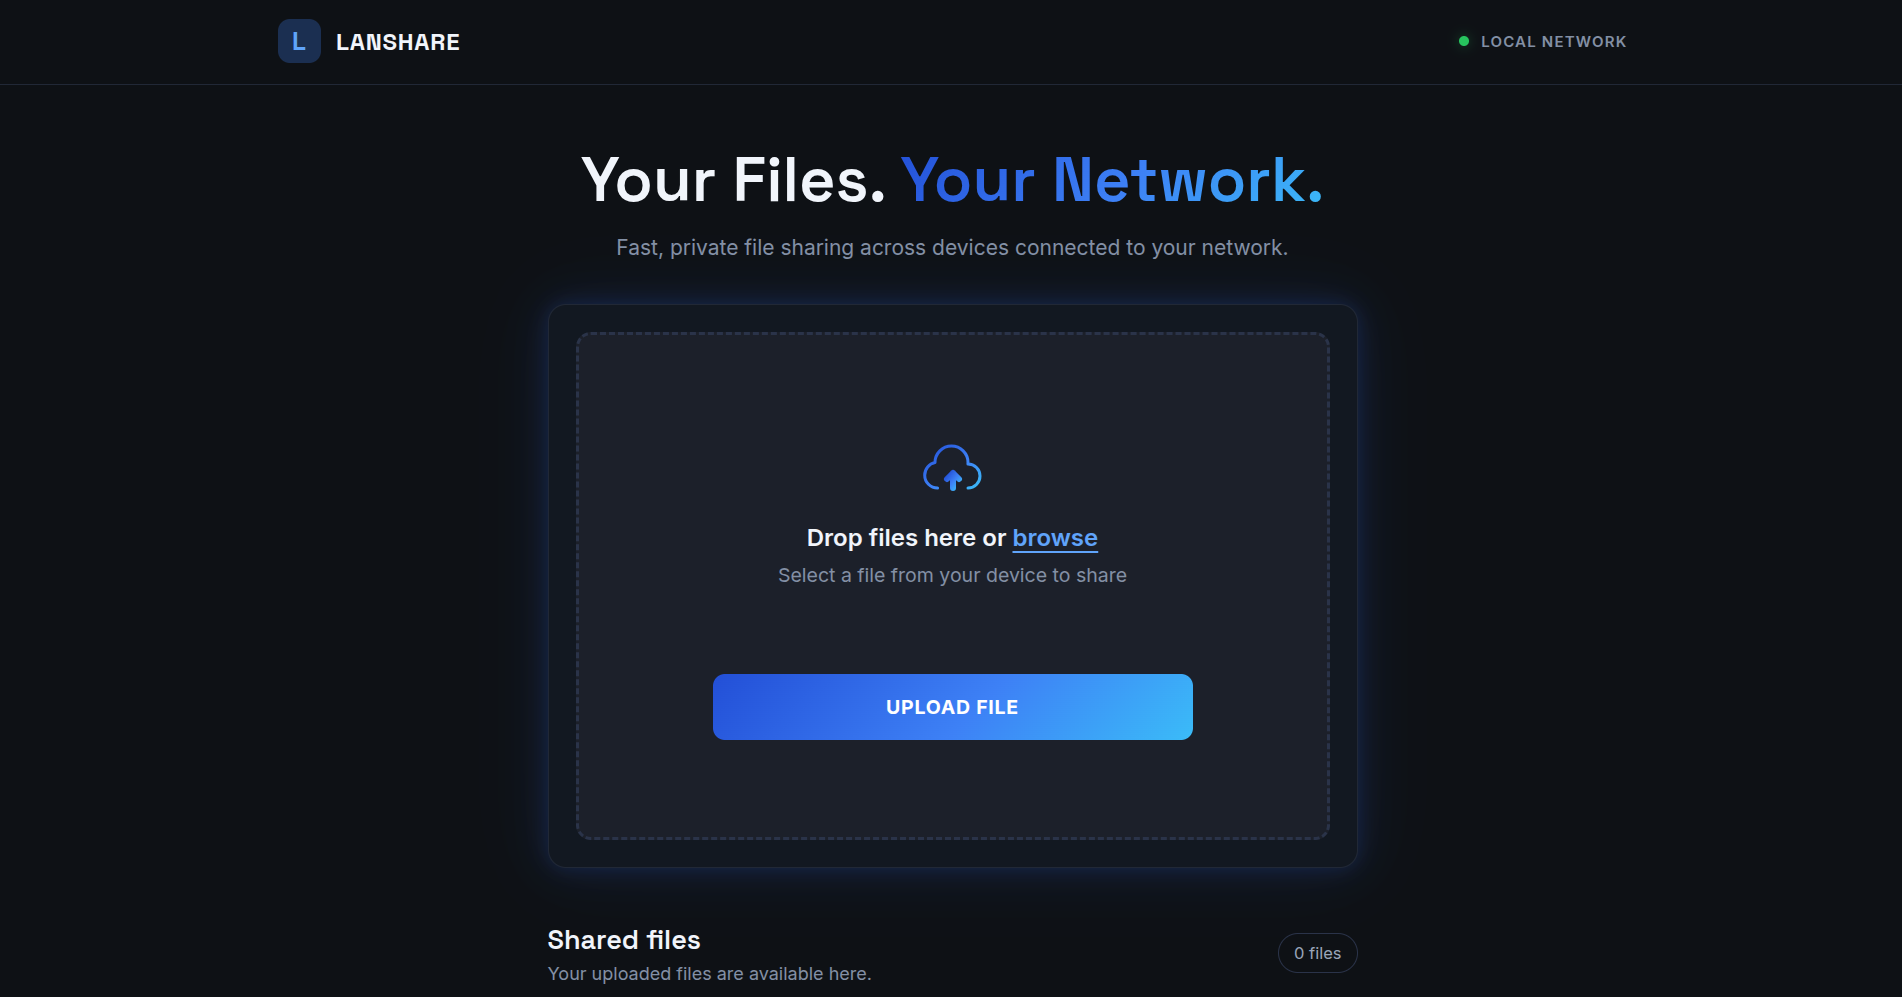 L LANSHARE
LOCAL NETWORK
Your Files. Your Network.
Fast, private file sharing across devices connected to your network.
Drop files here or browse
Select a file from your device to share
UPLOAD FILE
Shared files
0 files
Your uploaded files are available here.